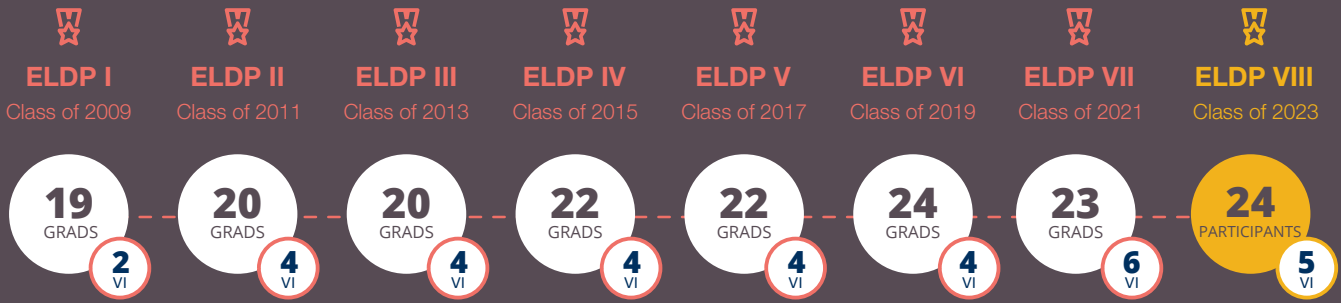 ELDP I
Class of 2009
19
GRADS
2
VI
ELDP II
Class of 2011
20
GRADS
4
VI
ELDP III
Class of 2013
20
GRADS
4
VI
ELDP IV
Class of 2015
22
GRADS
4
VI
ELDP V
Class of 2017
22
GRADS
4
VI
ELDP VI
Class of 2019
24
GRADS
4
VI
ELDP VII
Class of 2021
23
GRADS
6
VI
ELDP VIII
Class of 2023
24
PARTICIPANTS
5
VI